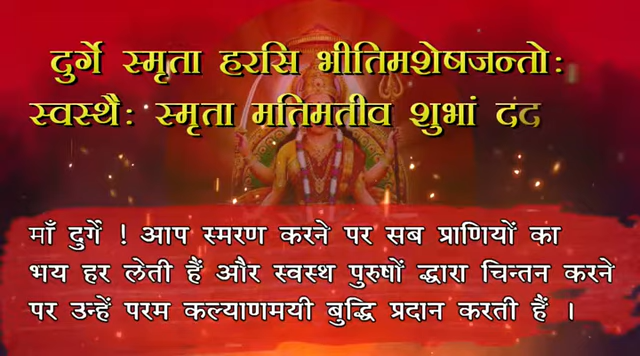 दुर्गे स्मृता हरसि भीतिमशेषजन्तोः
स्वस्थैः स्मृता मतिमतीव शुभां दद
माँ दुर्गे ! आप स्मरण करने पर सब प्राणियों का
भय हर लेती हैं और स्वस्थ पुरुषों द्वारा चिन्तन करने
पर उन्हें परम कल्याणमयी बुद्धि प्रदान करती हैं ।